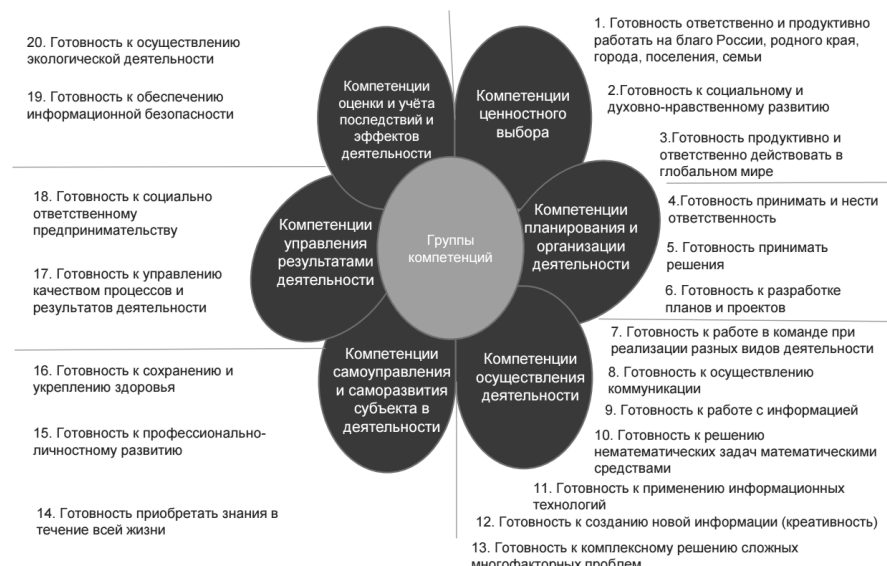 20. Готовность к осуществлению
экологической деятельности
19. Готовность к обеспечению
информационной безопасности
18. Готовность к социально
ответственному
предпринимательству
17. Готовность к управлению
качеством процессов и
результатов деятельности
16. Готовность к сохранению и
укреплению здоровья
15. Готовность к профессионально-
личностному развитию
14. Готовность приобретать знания в
течение всей жизни
Компетенции
оценки и учёта
последствий и
эффектов
деятельности
Компетенции
ценностного
выбора
Компетенции
управления
результатами
деятельности
Группы
компетенций
Компетенции
планирования и
организации
деятельности
Компетенции
самоуправления
и саморазвития
субъекта в
деятельности
Компетенции
осуществления
деятельности
1. Готовность ответственно и продуктивно
работать на благо России, родного края,
города, поселения, семьи
2.Готовность к социальному и
духовно-нравственному развитию
3.Готовность продуктивно и
ответственно действовать в
глобальном мире
4.Готовность принимать и нести
ответственность
5. Готовность принимать
решения
6. Готовность к разработке
планов и проектов
7. Готовность к работе в команде при
реализации разных видов деятельности
8. Готовность к осуществлению
коммуникации
9. Готовность к работе с информацией
10. Готовность к решению
нематематических задач математическими
средствами
11. Готовность к применению информационных
технологий
12. Готовность к созданию новой информации (креативность)
13. Готовность к комплексному решению сложных
многофакторных проблем